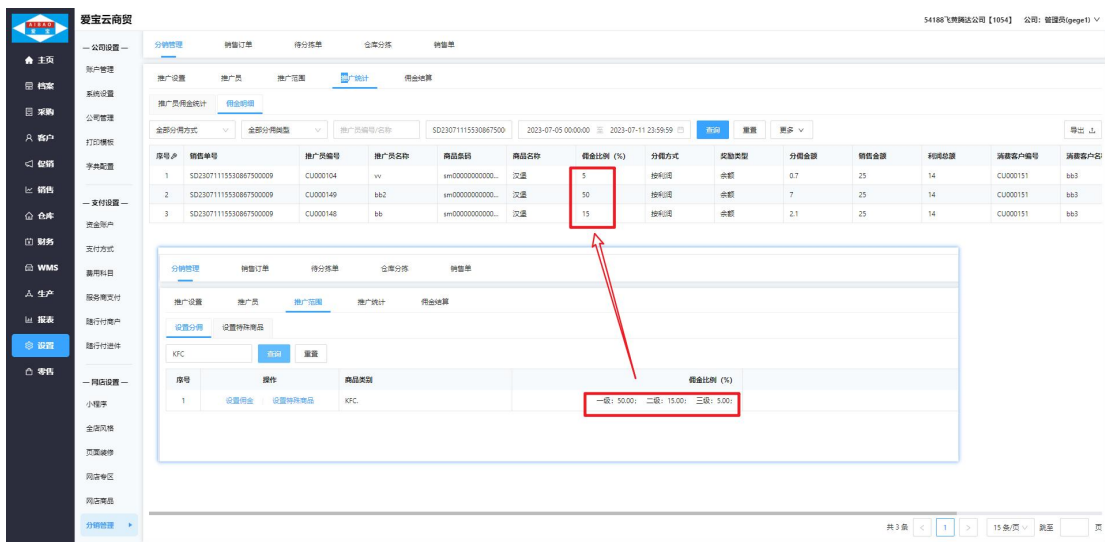 AIBAO
爱宝
爱宝云商贸
54188飞黄腾达公司【1054】 公司：管理员(gege1)
主页
档案
采购
客户
促销
销售
仓库
财务
WMS
生产
报表
设置
零售
— 公司设置 —
账户管理
系统设置
公司管理
打印模板
字典配置
— 支付设置 —
资金账户
支付方式
费用科目
服务商支付
随行付商户
随行付进件
— 网店设置 —
小程序
全店风格
页面装修
网店专区
网店商品
分销管理
分销管理 销售订单 待分拣单 仓库分拣 销售单
推广设置 推广员 推广范围 推广统计 佣金结算
推广员佣金统计 佣金明细
全部分佣方式 全部分佣类型 推广员编号/名称 SD23071115530867500 2023-07-05 00:00:00 至 2023-07-11 23:59:59 查询 重置 更多 导出
序号 销售单号 推广员编号 推广员名称 商品条码 商品名称 佣金比例（%） 分佣方式 奖励类型 分佣金额 销售金额 利润总额 消费客户编号 消费客户名
1 SD23071115530867500009 CU000104 vv sm00000000000... 汉堡 5 按利润 余额 0.7 25 14 CU000151 bb3
2 SD23071115530867500009 CU000149 bb2 sm00000000000... 汉堡 50 按利润 余额 7 25 14 CU000151 bb3
3 SD23071115530867500009 CU000148 bb sm00000000000... 汉堡 15 按利润 余额 2.1 25 14 CU000151 bb3
分销管理 销售订单 待分拣单 仓库分拣 销售单
推广设置 推广员 推广范围 推广统计 佣金结算
设置分佣 设置特殊商品
KFC 查询 重置
序号 操作 商品类别 佣金比例（%）
1 设置佣金 设置特殊商品 KFC. 一级：50.00; 二级：15.00; 三级：5.00;
共 3 条 < 1 > 15 条/页 跳至 页